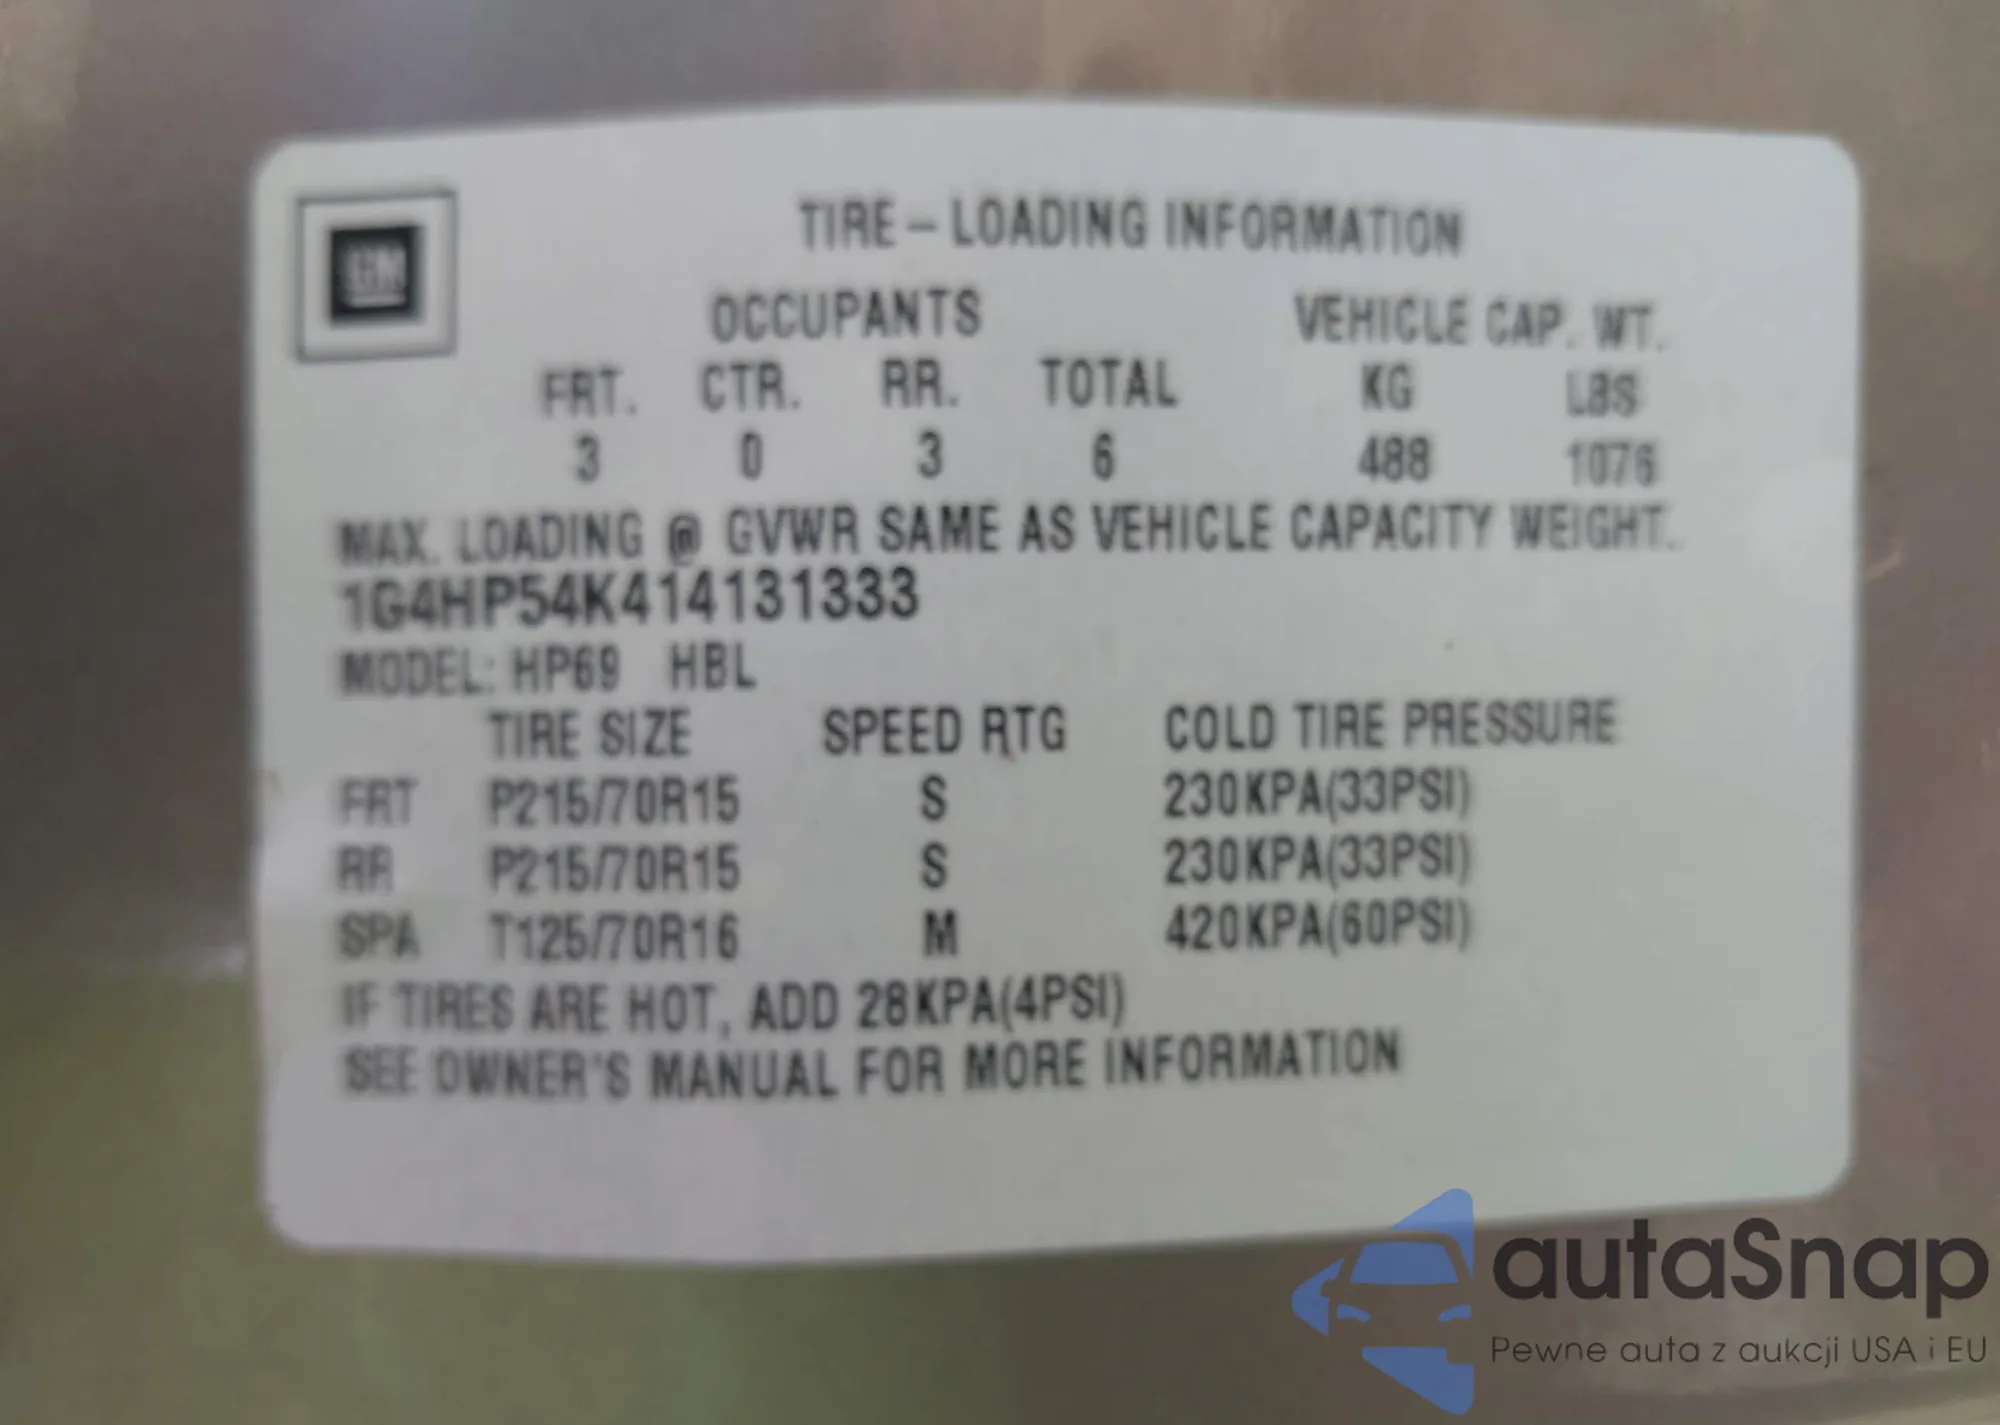 GM
TIRE – LOADING INFORMATION
OCCUPANTS VEHICLE CAP. WT.
FRT. CTR. RR. TOTAL KG LBS
3 0 3 6 488 1076
MAX. LOADING @ GVWR SAME AS VEHICLE CAPACITY WEIGHT.
1G4HP54K414131333
MODEL: HP69 HBL
TIRE SIZE SPEED RTG COLD TIRE PRESSURE
FRT P215/70R15 S 230KPA(33PSI)
RR P215/70R15 S 230KPA(33PSI)
SPA T125/70R16 M 420KPA(60PSI)
IF TIRES ARE HOT, ADD 28KPA(4PSI)
SEE OWNER'S MANUAL FOR MORE INFORMATION
autaSnap
Pewne auta z aukcji USA i EU